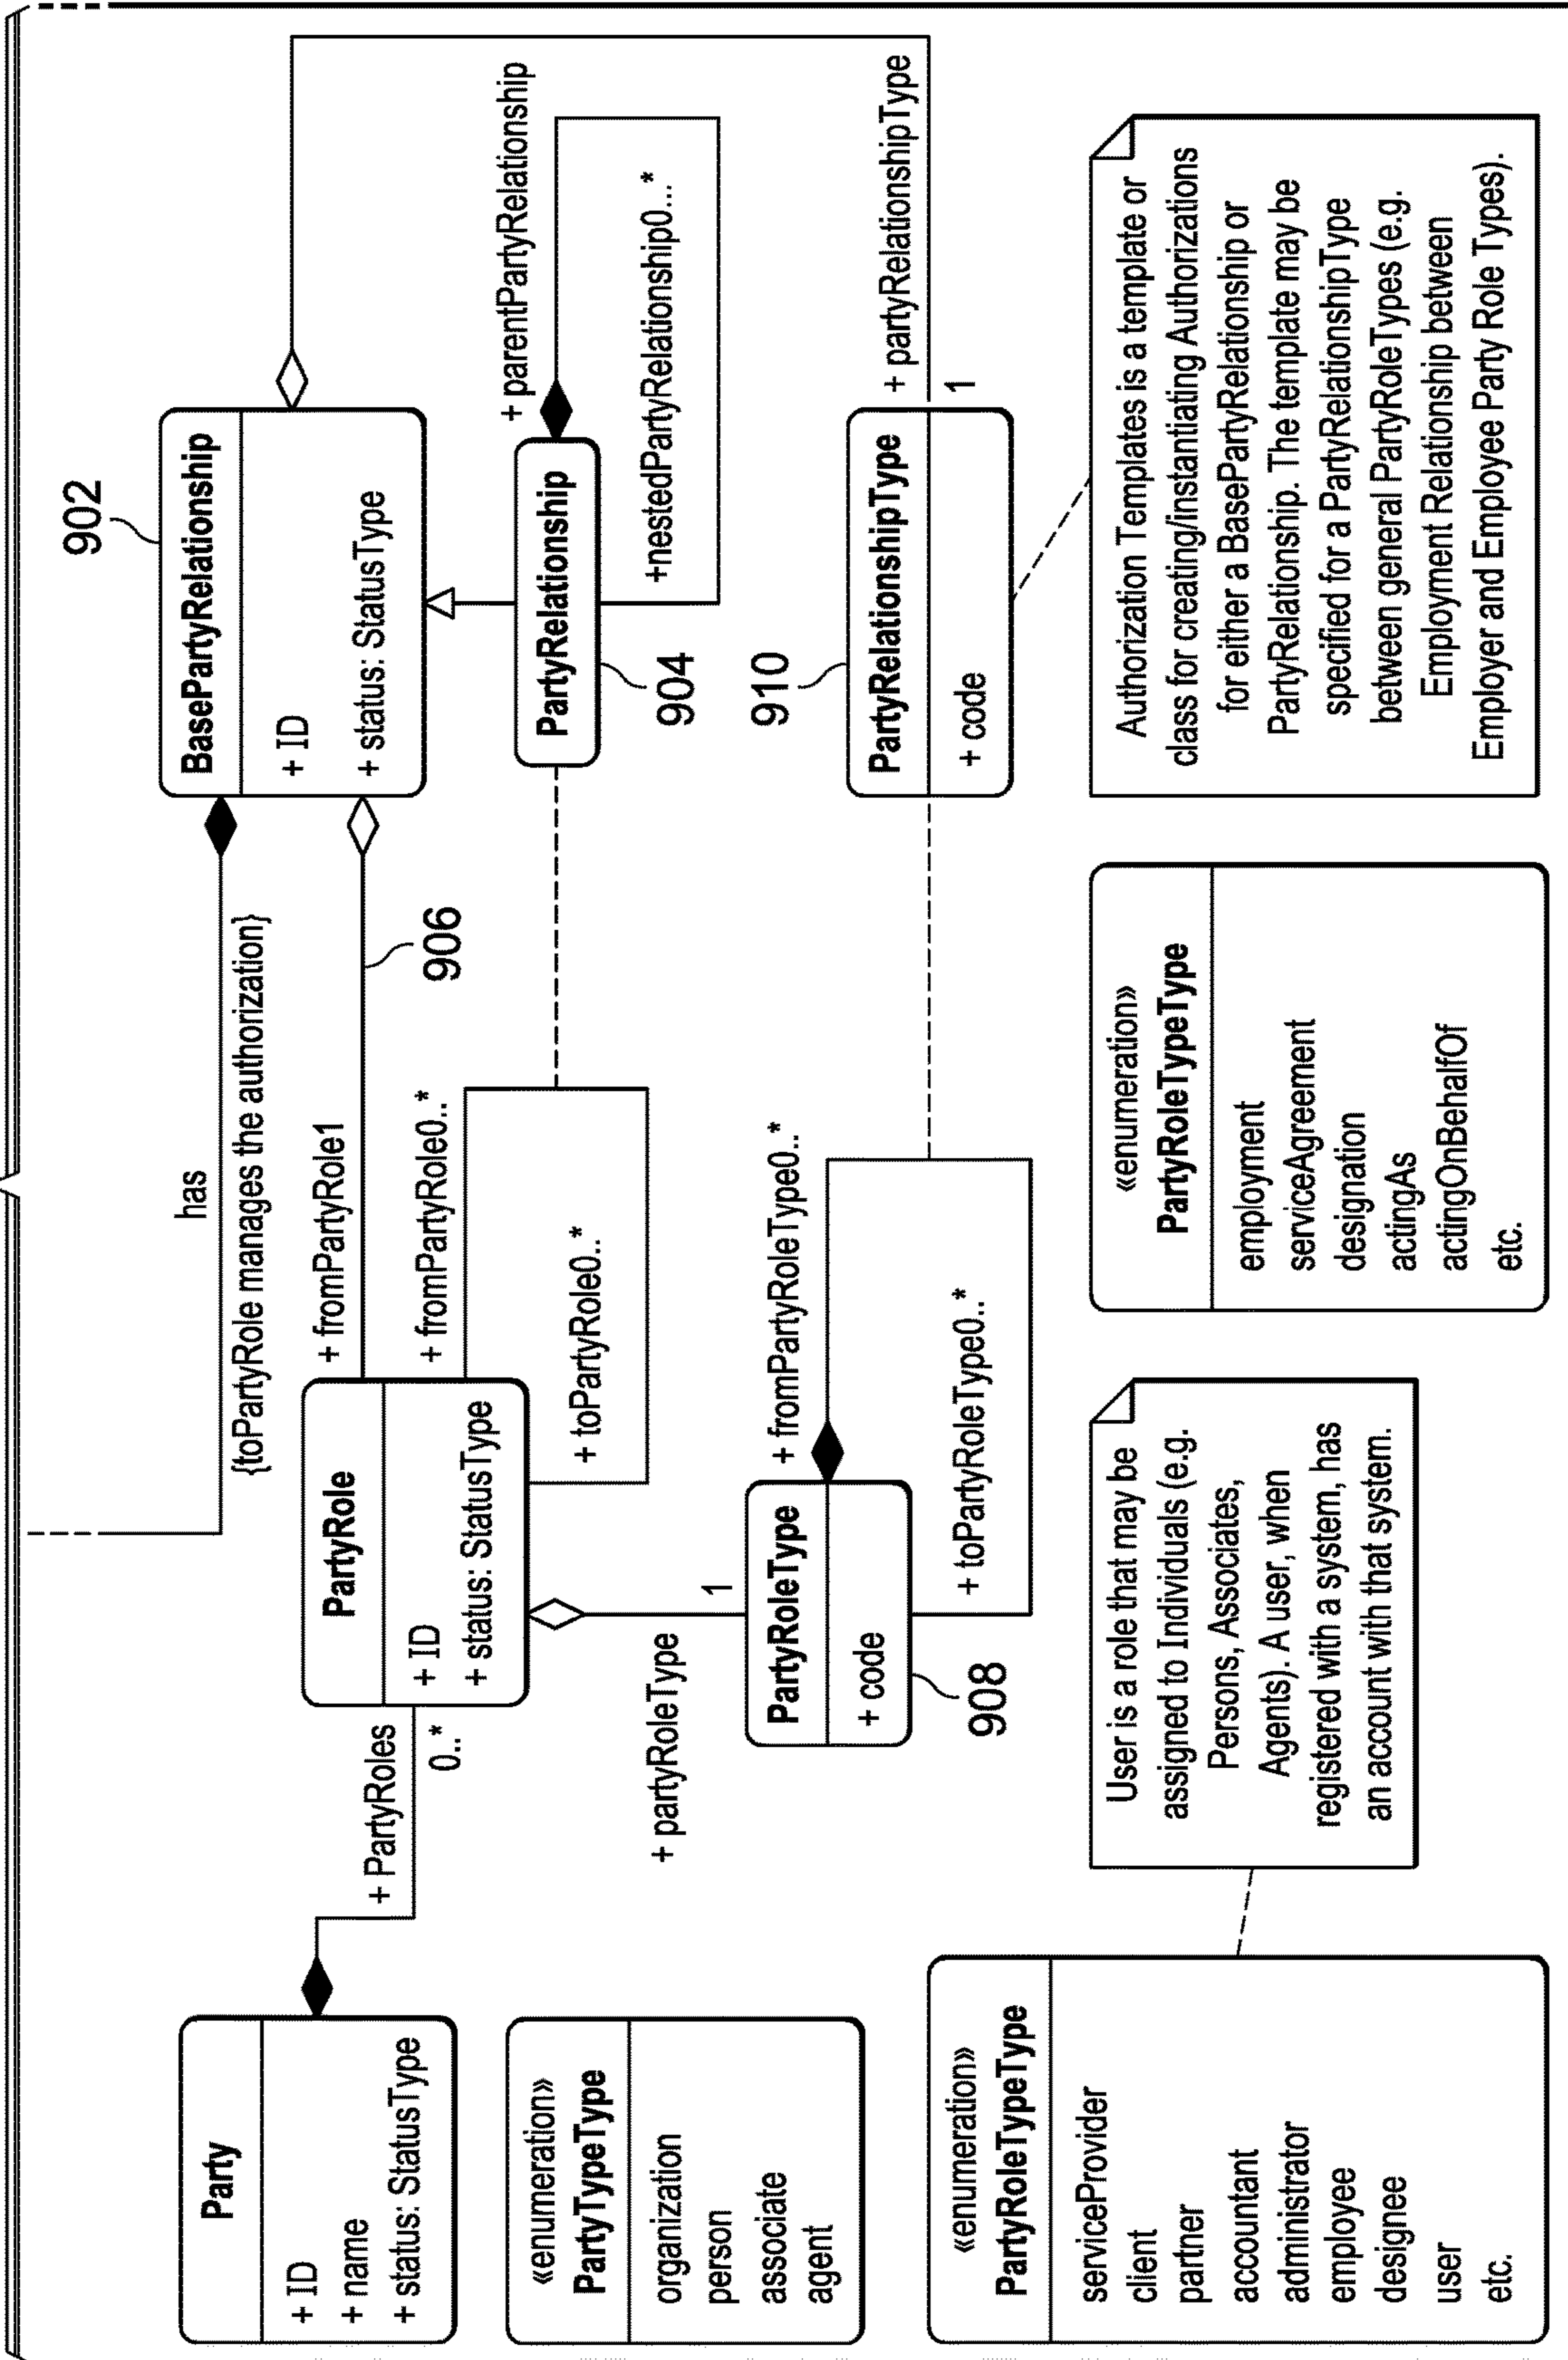 has
{toPartyRole manages the authorization}
902
BasePartyRelationship
+ ID
+ status: StatusType
Party
+ ID
+ name
+ status: StatusType
+ PartyRoles
0..*
PartyRole
+ ID
+ status: StatusType
+ fromPartyRole1
906
+ fromPartyRole0..*
+ toPartyRole0..*
+ parentPartyRelationship
PartyRelationship
904
+nestedPartyRelationship0...*
«enumeration»
PartyTypeType
organization
person
associate
agent
+ partyRoleType
1
PartyRoleType
+ code
908
+ fromPartyRoleType0..*
+ toPartyRoleType0..*
910
PartyRelationshipType
+ code
+ partyRelationshipType
1
«enumeration»
PartyRoleTypeType
serviceProvider
client
partner
accountant
administrator
employee
designee
user
etc.
User is a role that may be
assigned to Individuals (e.g.
Persons, Associates,
Agents). A user, when
registered with a system, has
an account with that system.
«enumeration»
PartyRoleTypeType
employment
serviceAgreement
designation
actingAs
actingOnBehalfOf
etc.
Authorization Templates is a template or
class for creating/instantiating Authorizations
for either a BasePartyRelationship or
PartyRelationship. The template may be
specified for a PartyRelationshipType
between general PartyRoleTypes (e.g.
Employment Relationship between
Employer and Employee Party Role Types).